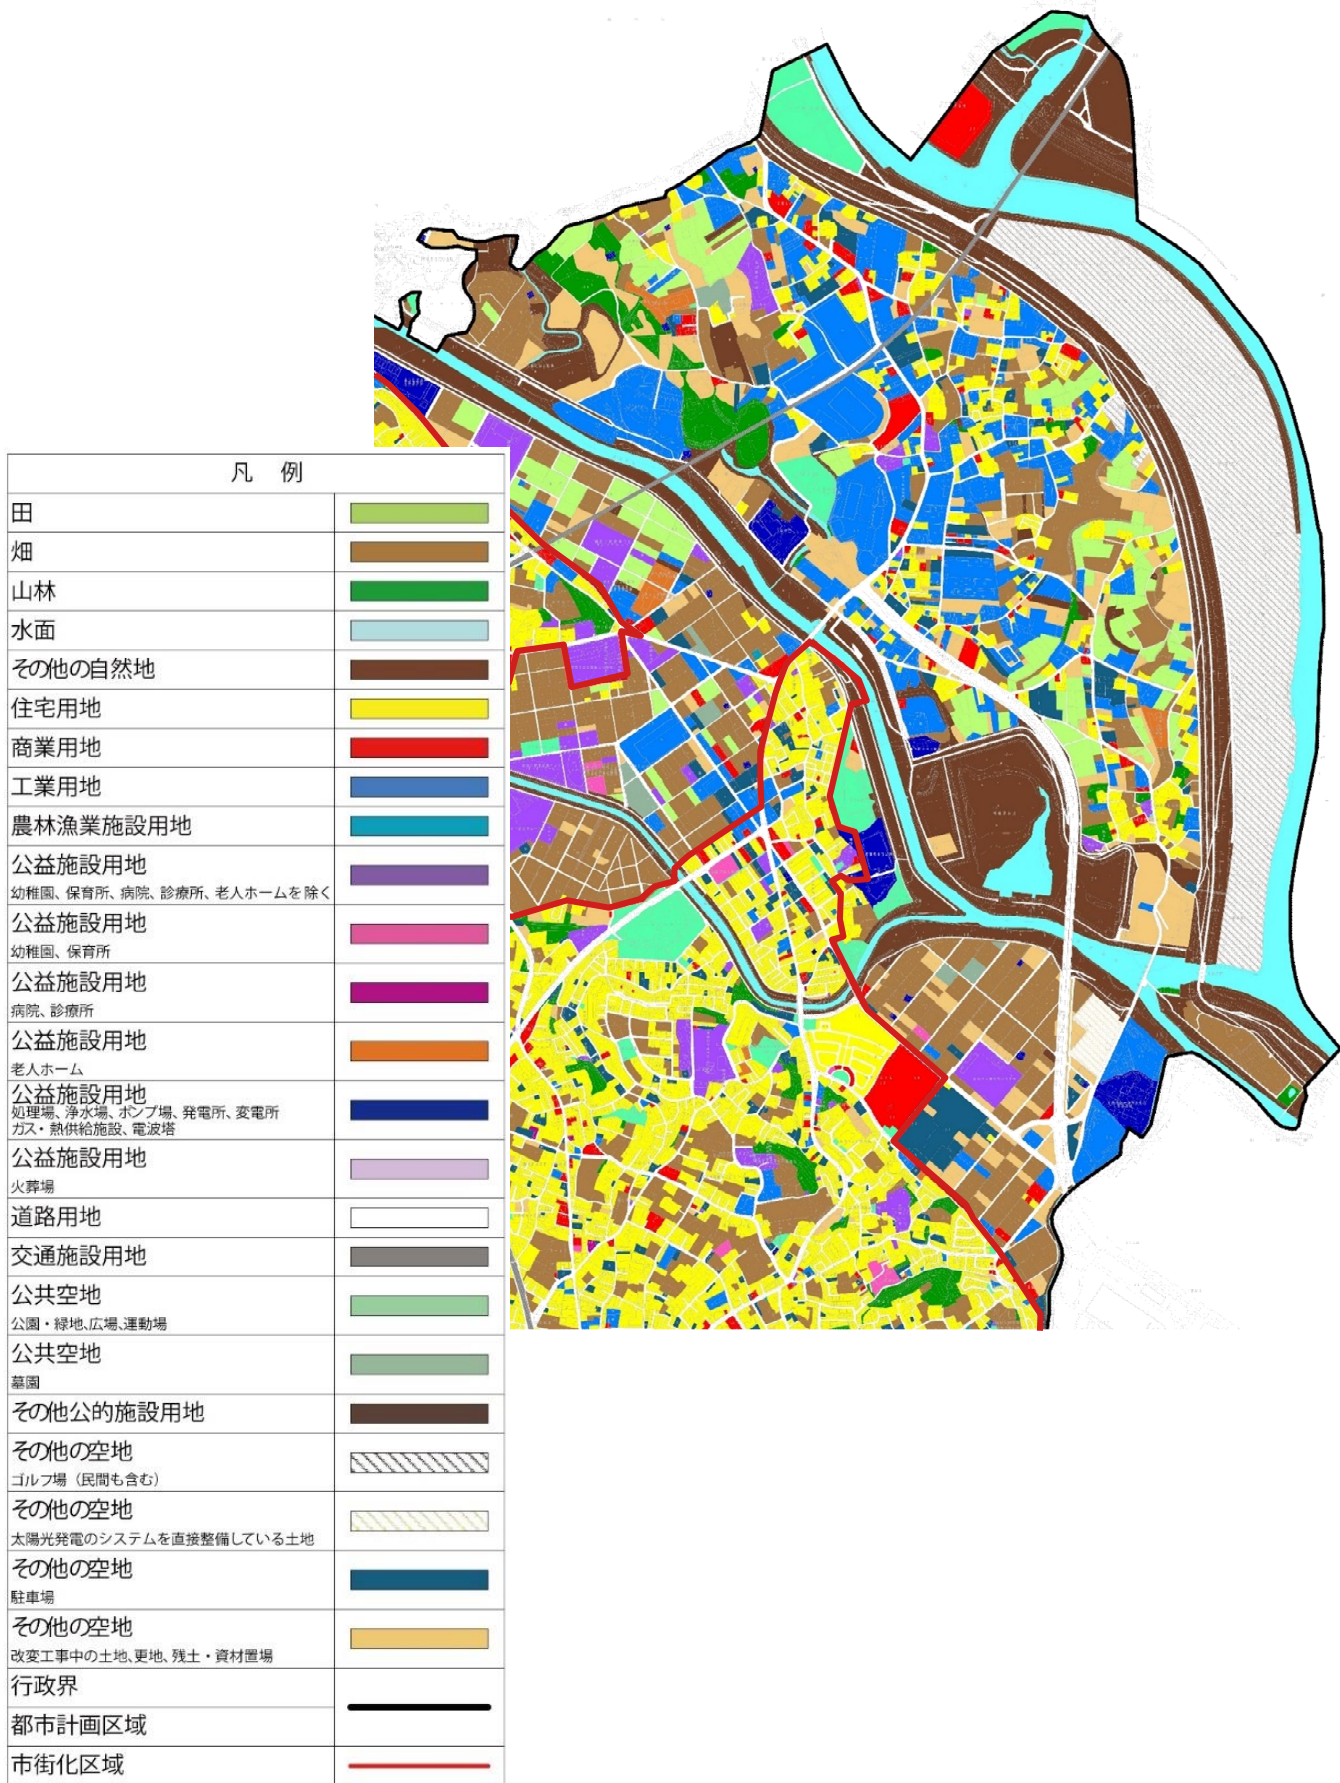 凡 例
田
畑
山林
水面
その他の自然地
住宅用地
商業用地
工業用地
農林漁業施設用地
公益施設用地
幼稚園、保育所、病院、診療所、老人ホームを除く
公益施設用地
幼稚園、保育所
公益施設用地
病院、診療所
公益施設用地
老人ホーム
公益施設用地
処理場、浄水場、ポンプ場、発電所、変電所
ガス・熱供給施設、電波塔
公益施設用地
火葬場
道路用地
交通施設用地
公共空地
公園・緑地、広場、運動場
公共空地
墓園
その他公的施設用地
その他の空地
ゴルフ場（民間も含む）
その他の空地
太陽光発電のシステムを直接整備している土地
その他の空地
駐車場
その他の空地
改変工事中の土地、更地、残土・資材置場
行政界
都市計画区域
市街化区域